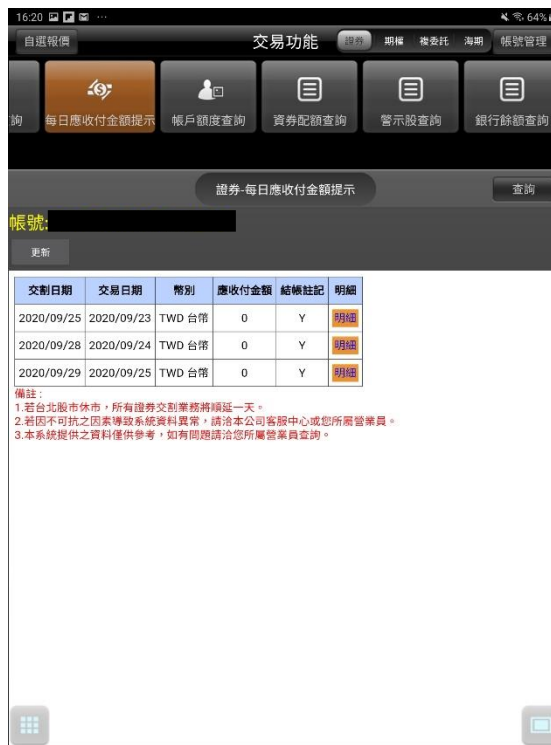 16:20 64%
自選報價 交易功能 證券 期權 複委託 海期 帳號管理
詢 每日應收付金額提示 帳戶額度查詢 資券配額查詢 警示股查詢 銀行餘額查詢
證券-每日應收付金額提示 查詢
帳號:
更新
交割日期 交易日期 幣別 應收付金額 結帳註記 明細
2020/09/25 2020/09/23 TWD 台幣 0 Y 明細
2020/09/28 2020/09/24 TWD 台幣 0 Y 明細
2020/09/29 2020/09/25 TWD 台幣 0 Y 明細
備註:
1.若台北股市休市，所有證券交割業務將順延一天。
2.若因不可抗之因素導致系統資料異常，請洽本公司客服中心或您所屬營業員。
3.本系統提供之資料僅供參考，如有問題請洽您所屬營業員查詢。